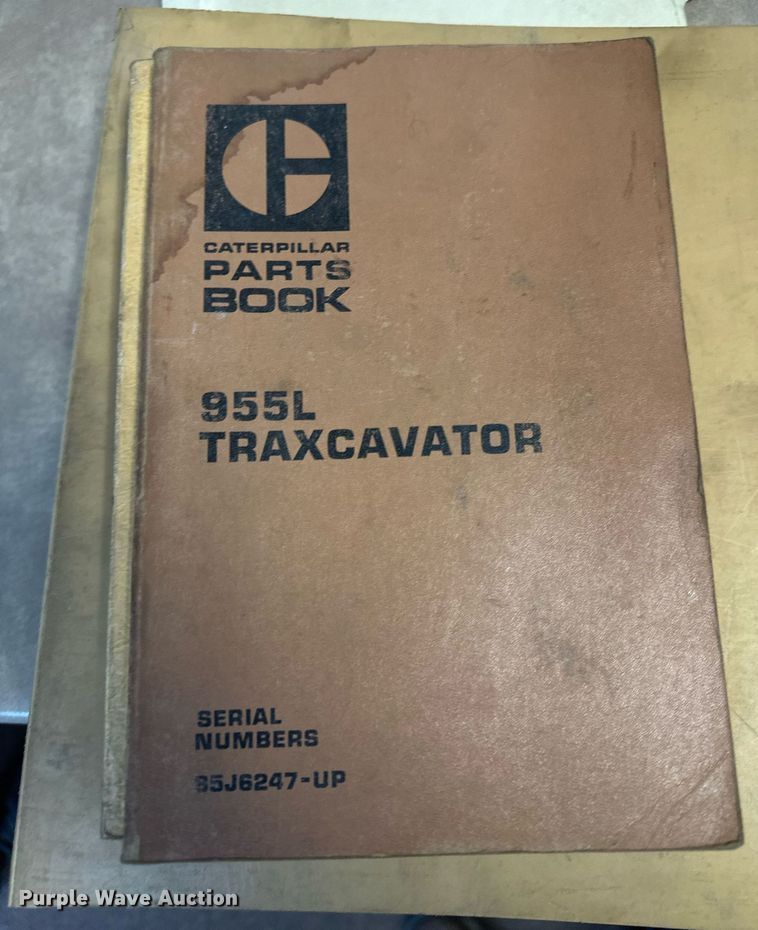 CATERPILLAR
PARTS
BOOK
955L
TRAXCAVATOR
SERIAL
NUMBERS
85J6247-UP
Purple Wave Auction